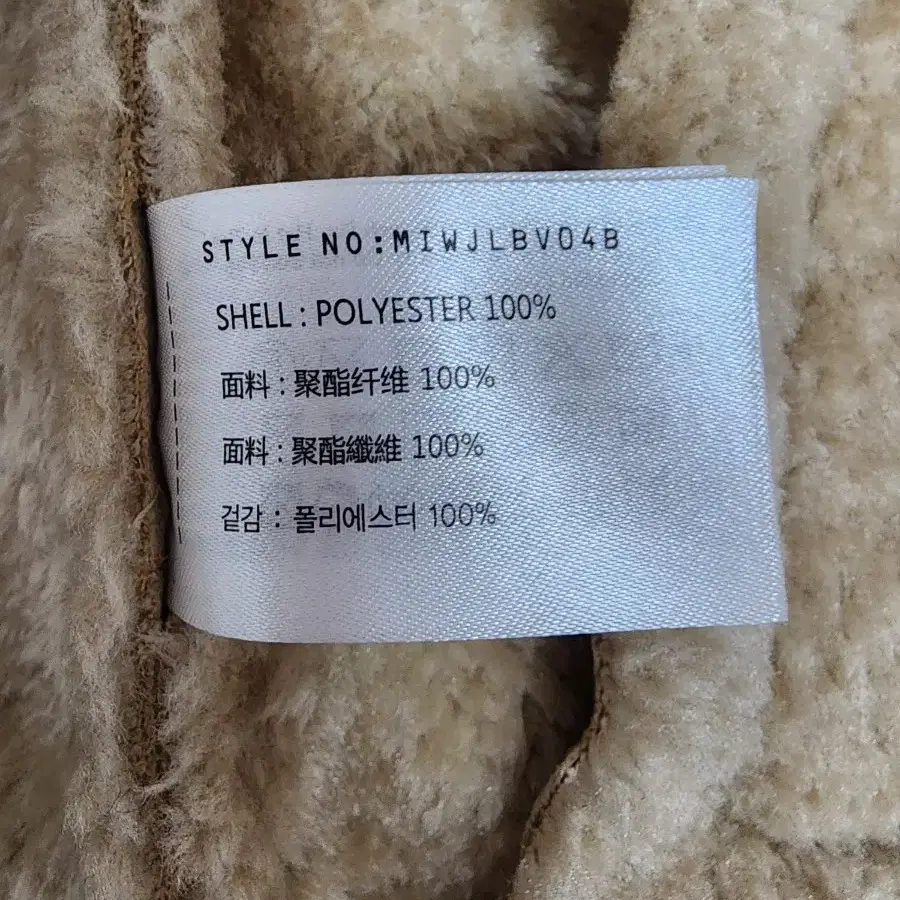 STYLE NO:MIWJLBV04B
SHELL : POLYESTER 100%
面料 : 聚酯纤维 100%
面料 : 聚酯纖維 100%
겉감 : 폴리에스터 100%